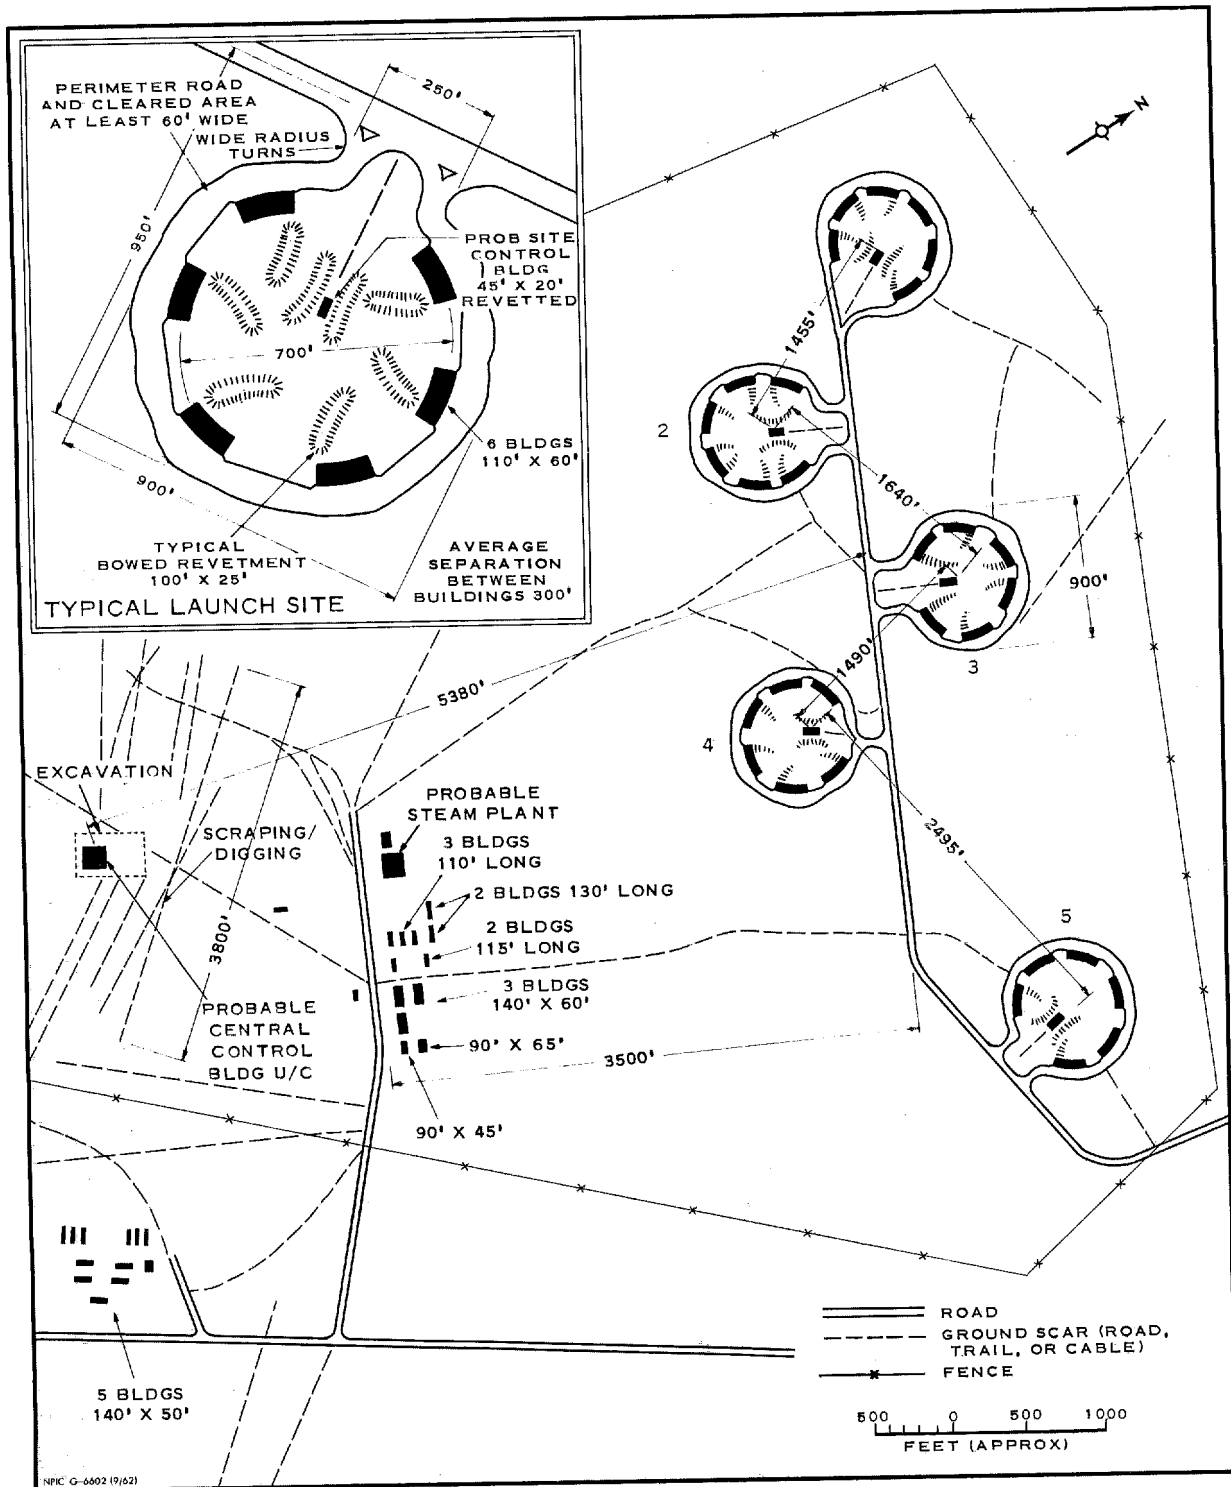 PERIMETER ROAD
AND CLEARED AREA
AT LEAST 60' WIDE
WIDE RADIUS
TURNS
250'
950'
PROB SITE
CONTROL
BLDG
45' X 20'
REVETTED
700'
6 BLDGS
110' X 60'
900'
TYPICAL
BOWED REVETMENT
100' X 25'
AVERAGE
SEPARATION
BETWEEN
BUILDINGS 300'
TYPICAL LAUNCH SITE
N
1455'
2
1640'
900'
3
1490'
4
5380'
2495'
5
EXCAVATION
SCRAPING/
DIGGING
3800'
PROBABLE
STEAM PLANT
3 BLDGS
110' LONG
2 BLDGS 130' LONG
2 BLDGS
115' LONG
3 BLDGS
140' X 60'
90' X 65'
3500'
90' X 45'
PROBABLE
CENTRAL
CONTROL
BLDG U/C
5 BLDGS
140' X 50'
ROAD
GROUND SCAR (ROAD,
TRAIL, OR CABLE)
FENCE
500 0 500 1000
FEET (APPROX)
NPIC G-6602 (9/62)